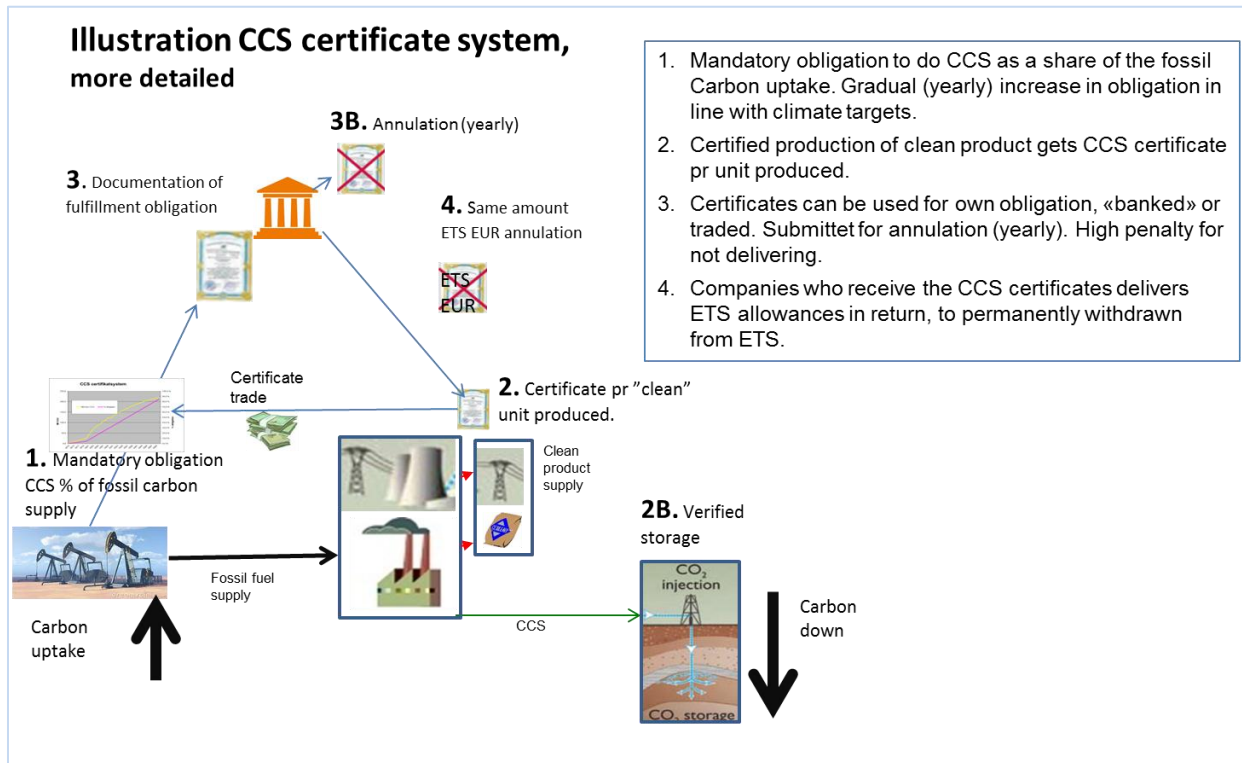 Illustration CCS certificate system,
more detailed
1. Mandatory obligation to do CCS as a share of the fossil
Carbon uptake. Gradual (yearly) increase in obligation in
line with climate targets.
2. Certified production of clean product gets CCS certificate
pr unit produced.
3. Certificates can be used for own obligation, «banked» or
traded. Submittet for annulation (yearly). High penalty for
not delivering.
4. Companies who receive the CCS certificates delivers
ETS allowances in return, to permanently withdrawn
from ETS.
3B. Annulation (yearly)
3. Documentation of
fulfillment obligation
4. Same amount
ETS EUR annulation
ETS
EUR
CCS certifikatsystem
Certificate
trade
2. Certificate pr ”clean”
unit produced.
1. Mandatory obligation
CCS % of fossil carbon
supply
Clean
product
supply
2B. Verified
storage
Fossil fuel
supply
CO₂
injection
Carbon
uptake
CCS
Carbon
down
CO₂ storage